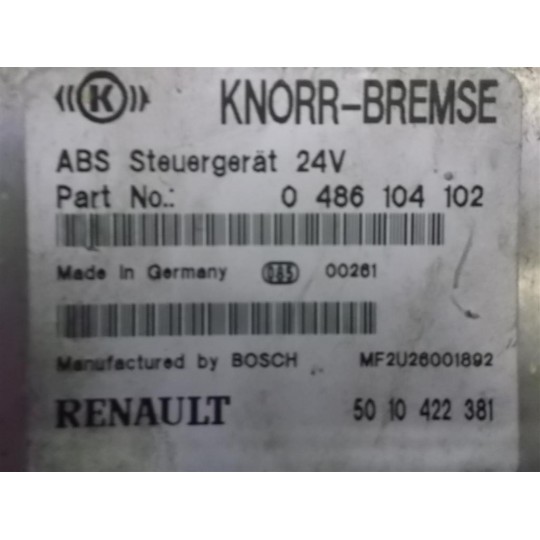 K KNORR-BREMSE
ABS Steuergerät 24V
Part No.: 0 486 104 102
Made in Germany 085 00261
Manufactured by BOSCH MF2U26001892
RENAULT 50 10 422 381